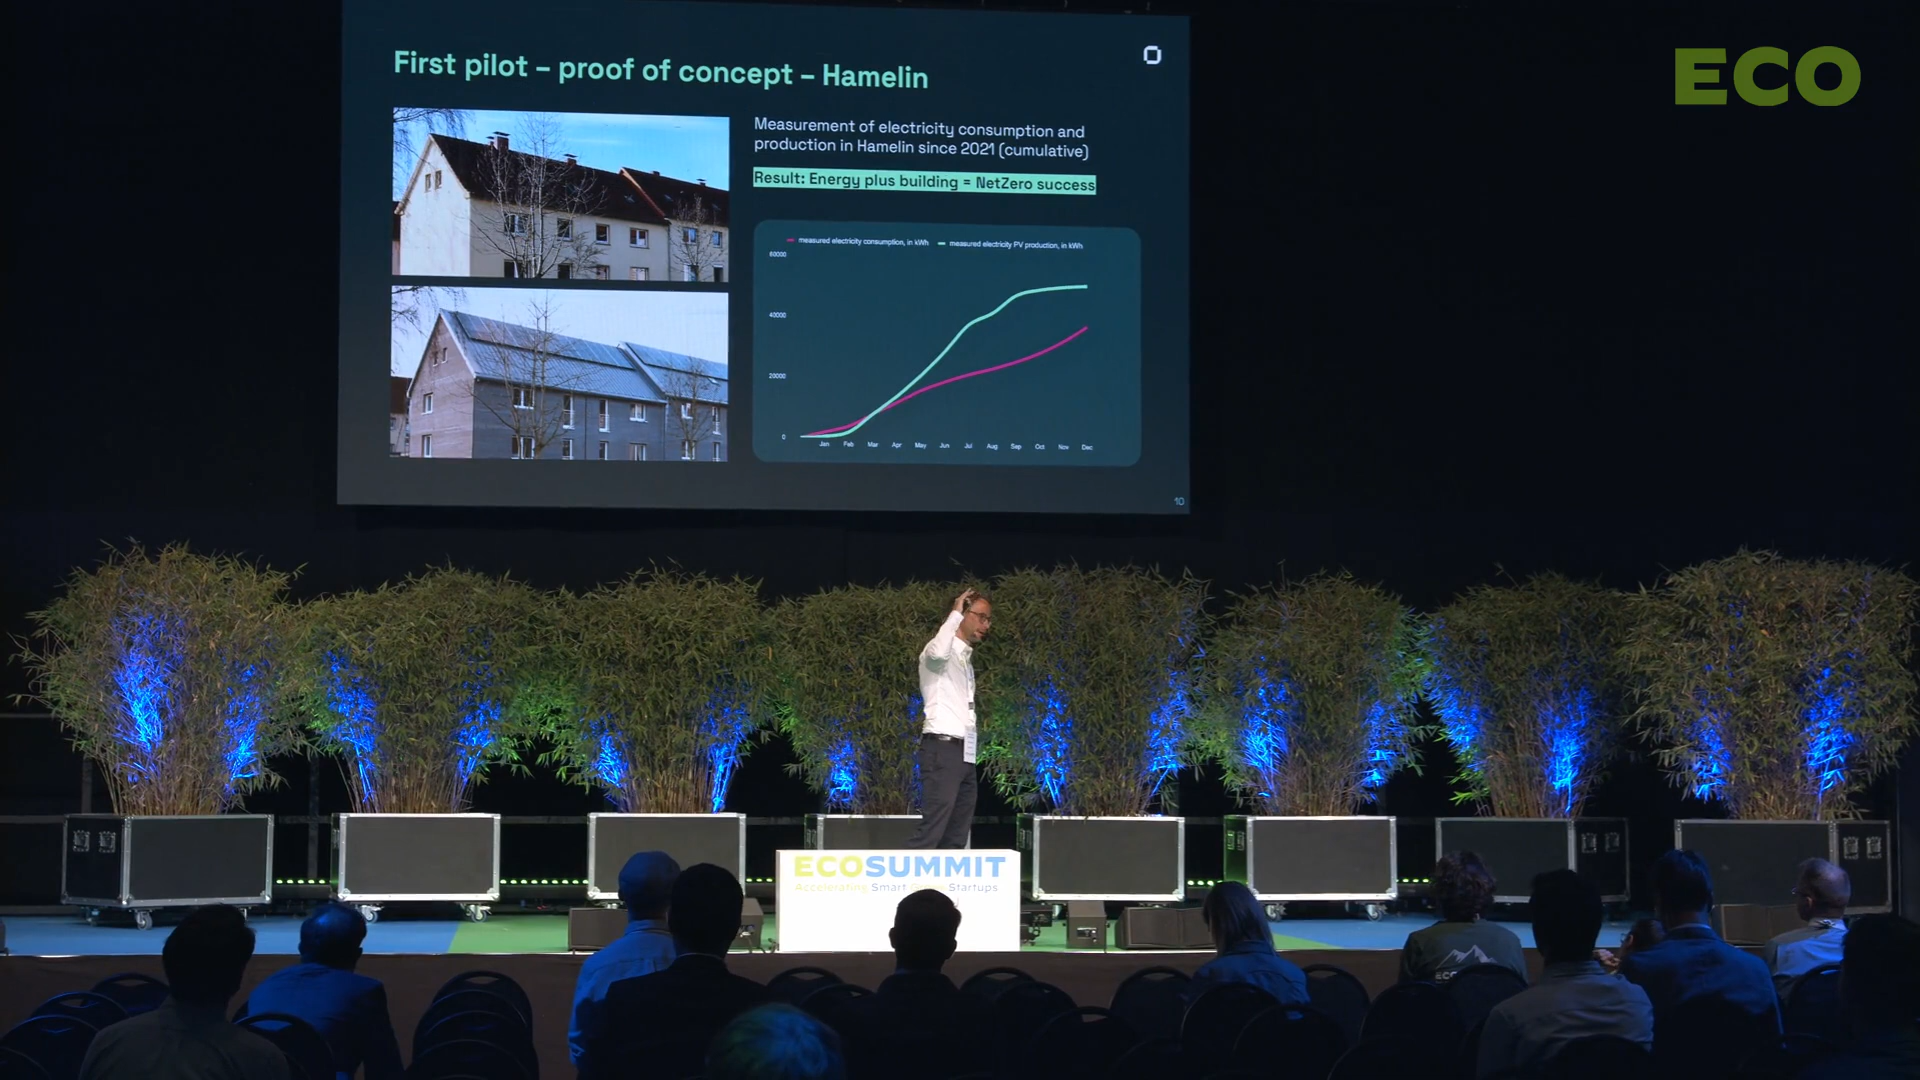 First pilot – proof of concept – Hamelin
ECO
Measurement of electricity consumption and
production in Hamelin since 2021 (cumulative)
Result: Energy plus building = NetZero success
measured electricity consumption, in kWh
measured electricity PV production, in kWh
60000
40000
20000
0
Jan Feb Mar Apr May Jun Jul Aug Sep Oct Nov Dec
10
ECOSUMMIT
Accelerating Smart Startups
ECO